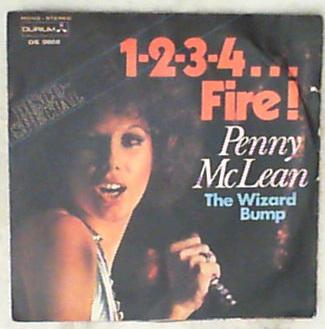 MONO - STEREO
DURIUM
1-2-3-4...
Fire!
Penny
McLean
The Wizard
Bump